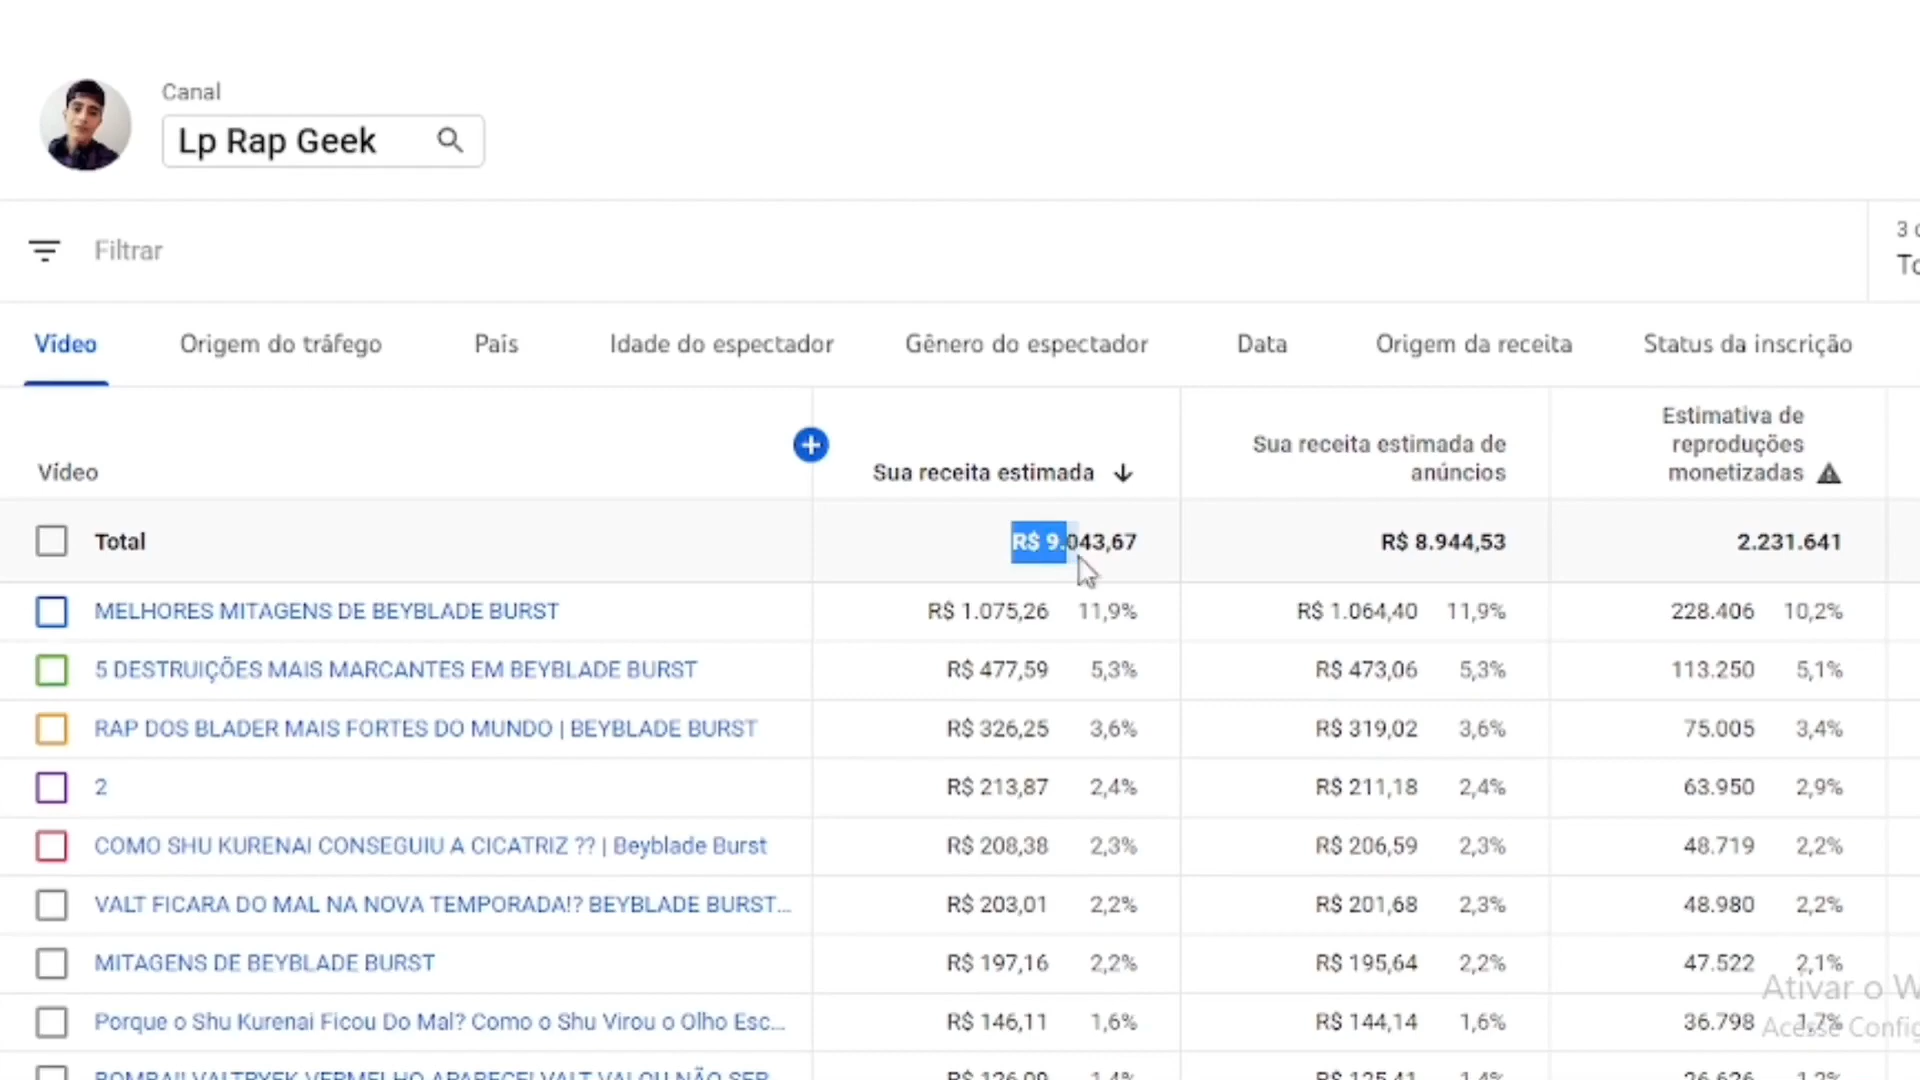 Canal
Lp Rap Geek
Filtrar
3
Vídeo Origem do tráfego País Idade do espectador Gênero do espectador Data Origem da receita Status da inscrição
Vídeo
Sua receita estimada
Sua receita estimada de
anúncios
Estimativa de
reproduções
monetizadas
Total R$ 9.043,67 R$ 8.944,53 2.231.641
MELHORES MITAGENS DE BEYBLADE BURST R$ 1.075,26 11,9% R$ 1.064,40 11,9% 228.406 10,2%
5 DESTRUIÇÕES MAIS MARCANTES EM BEYBLADE BURST R$ 477,59 5,3% R$ 473,06 5,3% 113.250 5,1%
RAP DOS BLADER MAIS FORTES DO MUNDO | BEYBLADE BURST R$ 326,25 3,6% R$ 319,02 3,6% 75.005 3,4%
2 R$ 213,87 2,4% R$ 211,18 2,4% 63.950 2,9%
COMO SHU KURENAI CONSEGUIU A CICATRIZ ?? | Beyblade Burst R$ 208,38 2,3% R$ 206,59 2,3% 48.719 2,2%
VALT FICARA DO MAL NA NOVA TEMPORADA!? BEYBLADE BURST... R$ 203,01 2,2% R$ 201,68 2,3% 48.980 2,2%
MITAGENS DE BEYBLADE BURST R$ 197,16 2,2% R$ 195,64 2,2% 47.522 2,1%
Ativar o W
Porque o Shu Kurenai Ficou Do Mal? Como o Shu Virou o Olho Esc... R$ 146,11 1,6% R$ 144,14 1,6% 36.798 1,7%
Acesse Config